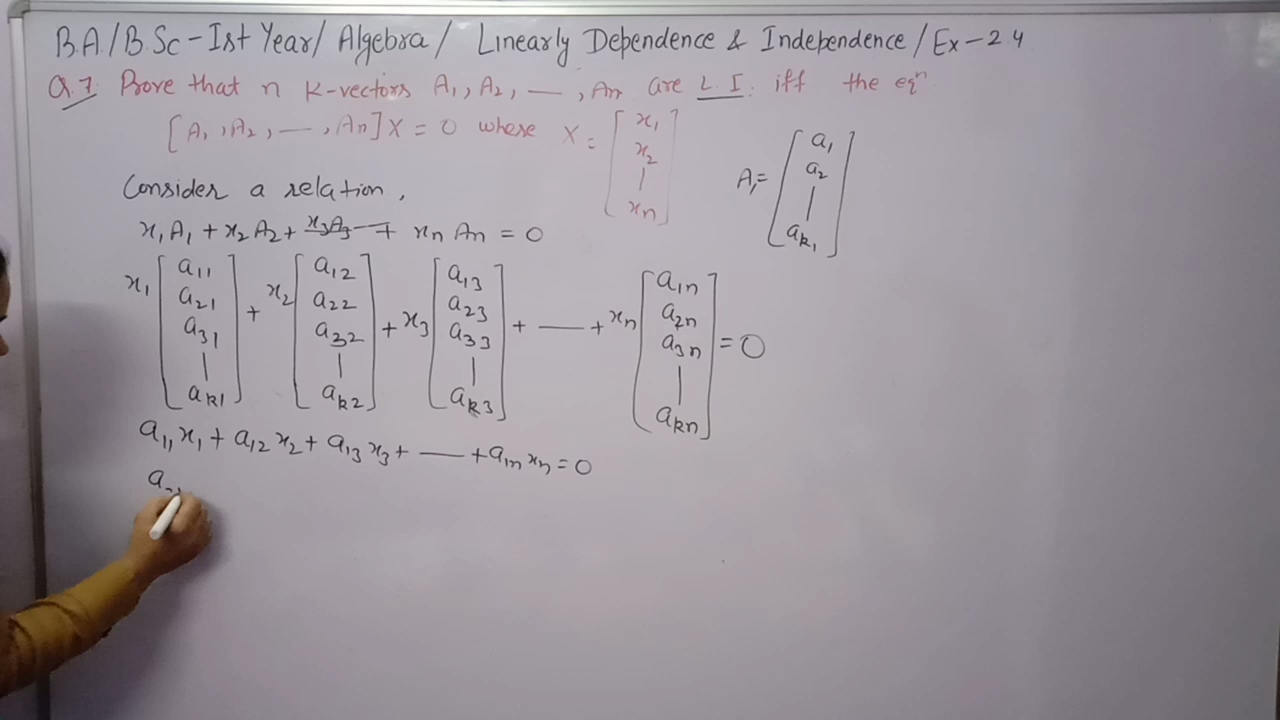 B.A./B.Sc-Ist Year/ Algebra/ Linearly Dependence & Independence/Ex-2.4
Q.7. Prove that n K-vectors A₁, A₂, —, An are L.I. iff the eqⁿ
[A₁, A₂, —, An]X = 0 where X = [x₁ x₂ | xn]
A₁ = [a₁ a₂ | aₖ₁]
Consider a relation,
x₁A₁ + x₂A₂ + x₃A₃ — + xn An = 0
x₁ [a₁₁ a₂₁ a₃₁ | aₖ₁] + x₂ [a₁₂ a₂₂ a₃₂ | aₖ₂] + x₃ [a₁₃ a₂₃ a₃₃ | aₖ₃] + — + xn [a₁n a₂n a₃n | aₖn] = 0
a₁₁x₁ + a₁₂x₂ + a₁₃x₃ + — + a₁n xn = 0
a₂